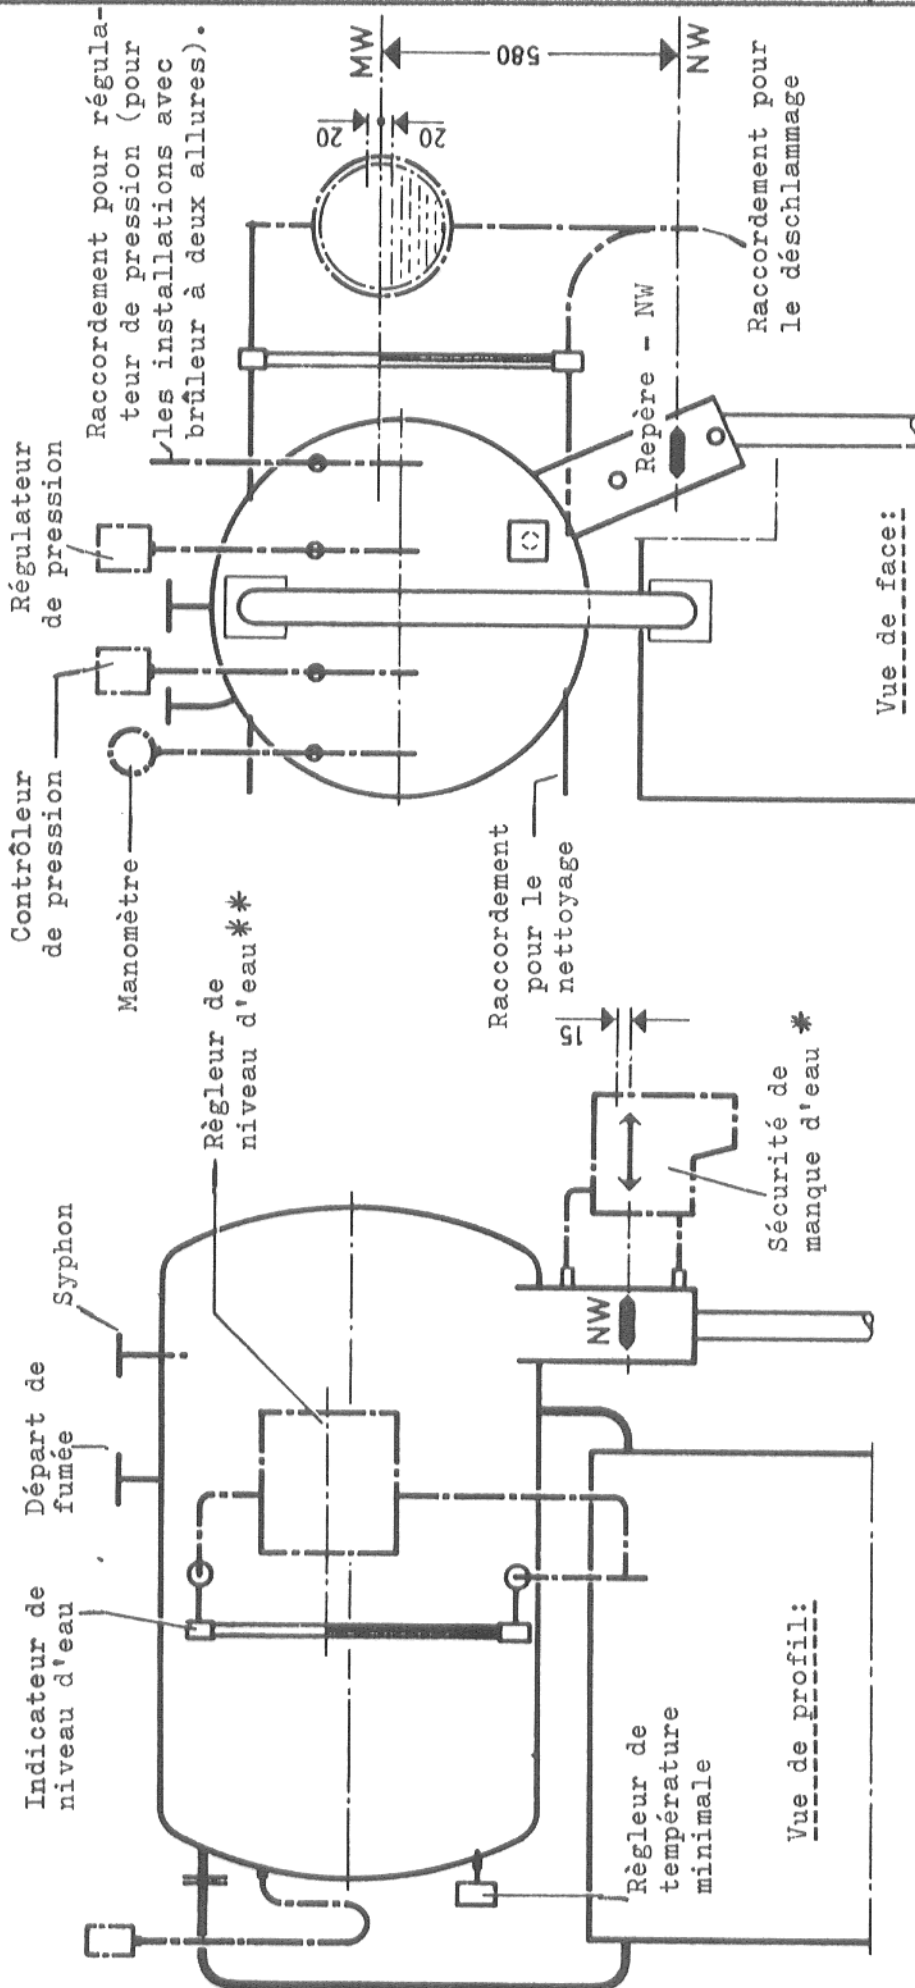 Indicateur de
niveau d'eau
Départ de
fumée
Syphon
Règleur de
niveau d'eau **
NW
15
Sécurité de
manque d'eau *
Règleur de
température
minimale
Vue de profil:
Contrôleur
de pression
Manomètre
Régulateur
de pression
Raccordement pour régula-
teur de pression (pour
les installations avec
brûleur à deux allures).
MW
20
20
580
NW
Repère - NW
Raccordement pour
le déschlammage
Raccordement
pour le
nettoyage
Vue de face: